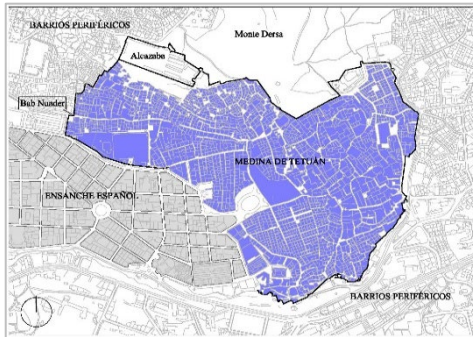 BARRIOS PERIFÉRICOS
Monte Dersa
Alcazaba
Bab Nuader
MEDINA DE TETUÁN
ENSANCHE ESPAÑOL
BARRIOS PERIFÉRICOS